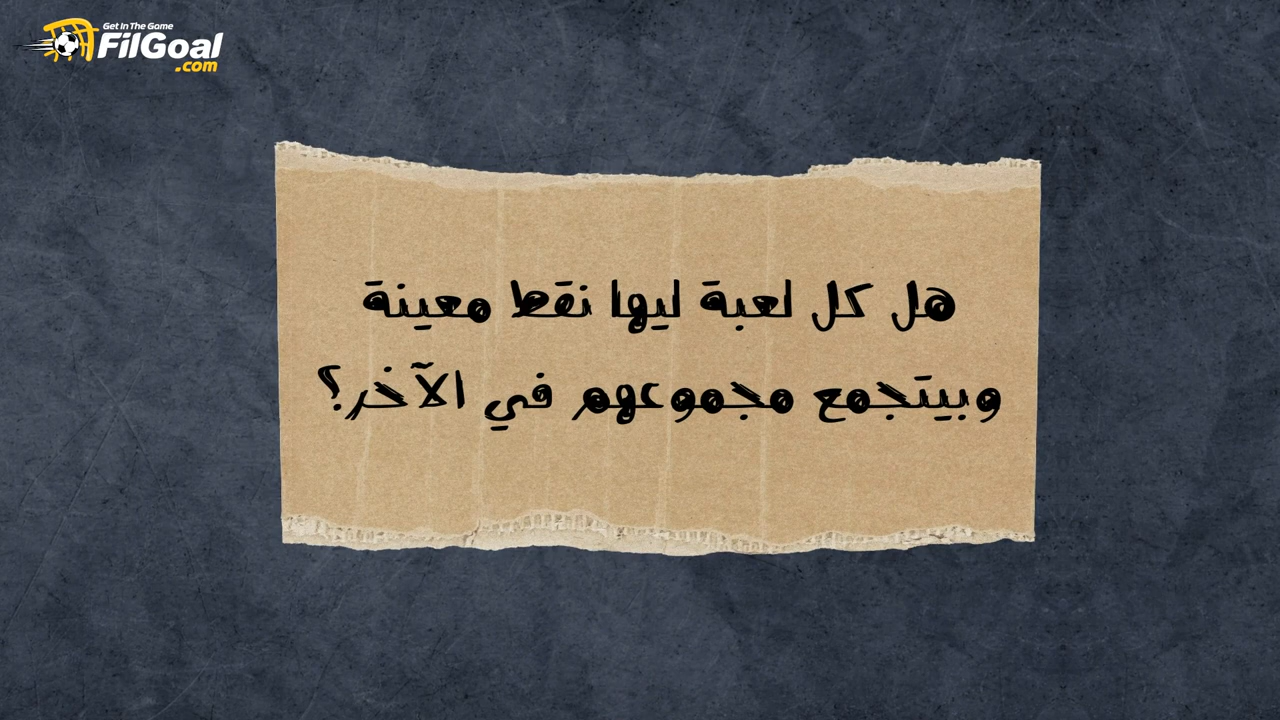 Get In The Game
FilGoal
.com
هل كل لعبة ليها نقط معينة
وبيتجمع مجموعهم في الآخر؟